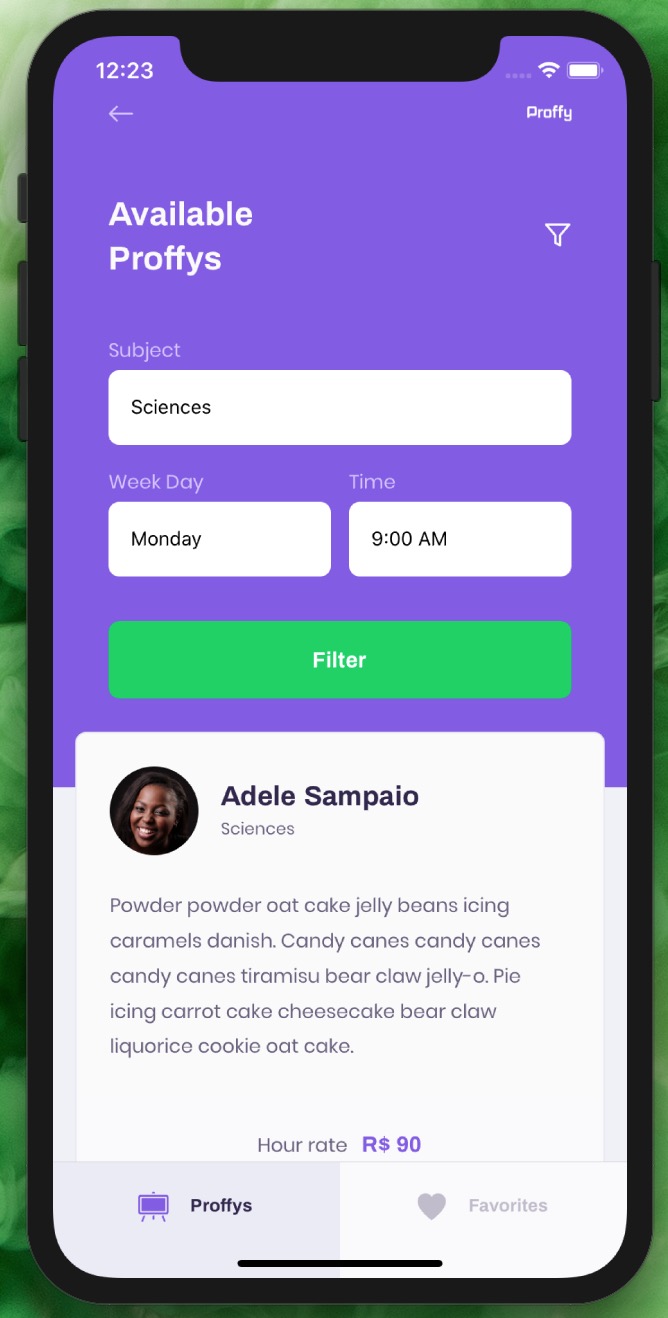 12:23
Proffy
Available
Proffys
Subject
Sciences
Week Day
Time
Monday
9:00 AM
Filter
Adele Sampaio
Sciences
Powder powder oat cake jelly beans icing
caramels danish. Candy canes candy canes
candy canes tiramisu bear claw jelly-o. Pie
icing carrot cake cheesecake bear claw
liquorice cookie oat cake.
Hour rate R$ 90
Proffys
Favorites